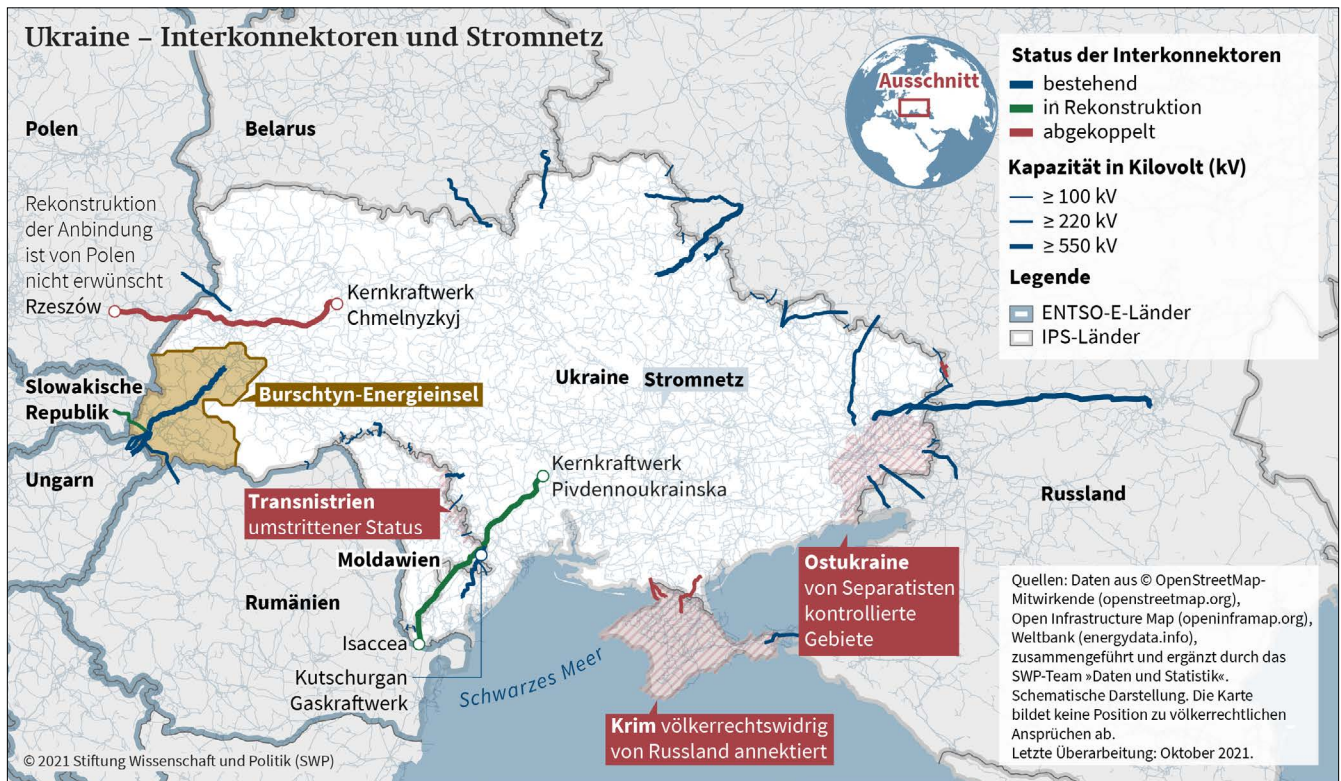 Ukraine – Interkonnektoren und Stromnetz
Polen
Belarus
Ausschnitt
Status der Interkonnektoren
bestehend
in Rekonstruktion
abgekoppelt
Kapazität in Kilovolt (kV)
≥ 100 kV
≥ 220 kV
≥ 550 kV
Legende
ENTSO-E-Länder
IPS-Länder
Rekonstruktion
der Anbindung
ist von Polen
nicht erwünscht
Rzeszów
Kernkraftwerk
Chmelnyzkyj
Slowakische
Republik
Burschtyn-Energieinsel
Ukraine
Stromnetz
Ungarn
Kernkraftwerk
Pivdennoukrainska
Russland
Transnistrien
umstrittener Status
Moldawien
Rumänien
Isaccea
Kutschurgan
Gaskraftwerk
Schwarzes Meer
Ostukraine
von Separatisten
kontrollierte
Gebiete
Krim völkerrechtswidrig
von Russland annektiert
Quellen: Daten aus © OpenStreetMap-
Mitwirkende (openstreetmap.org),
Open Infrastructure Map (openinframap.org),
Weltbank (energydata.info),
zusammengeführt und ergänzt durch das
SWP-Team »Daten und Statistik«.
Schematische Darstellung. Die Karte
bildet keine Position zu völkerrechtlichen
Ansprüchen ab.
Letzte Überarbeitung: Oktober 2021.
© 2021 Stiftung Wissenschaft und Politik (SWP)